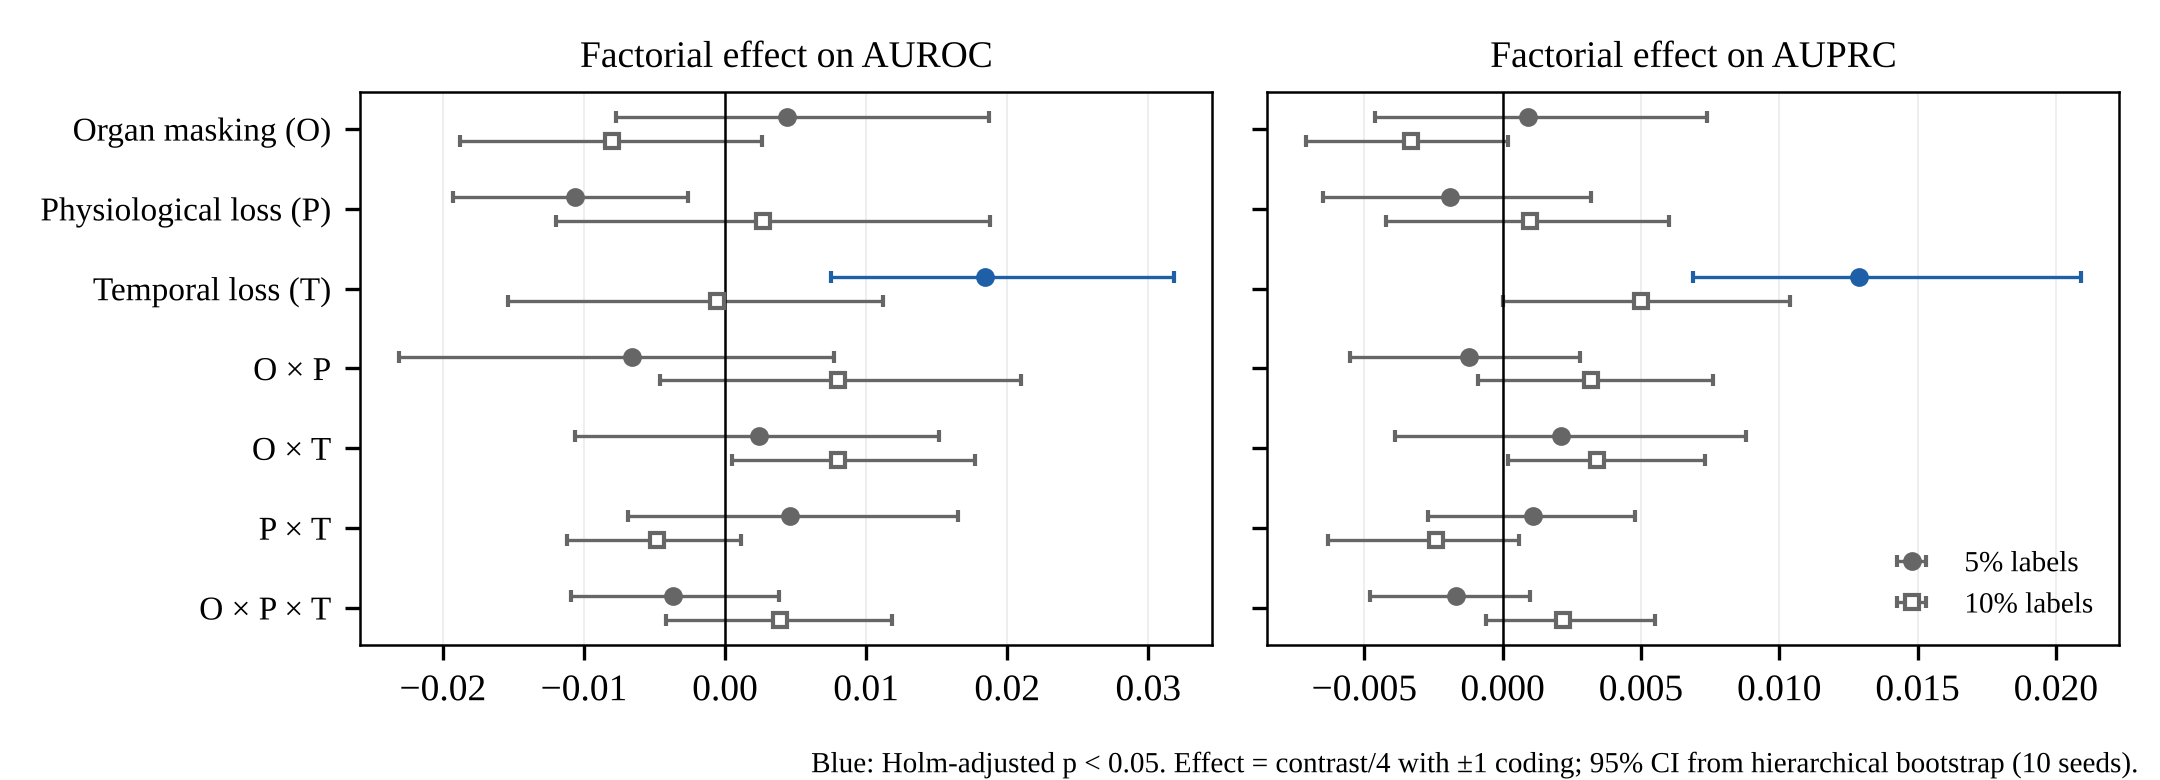 Factorial effect on AUROC
Factorial effect on AUPRC
Organ masking (O)
Physiological loss (P)
Temporal loss (T)
O × P
O × T
P × T
O × P × T
5% labels
10% labels
−0.02 −0.01 0.00 0.01 0.02 0.03
−0.005 0.000 0.005 0.010 0.015 0.020
Blue: Holm-adjusted p < 0.05. Effect = contrast/4 with ±1 coding; 95% CI from hierarchical bootstrap (10 seeds).